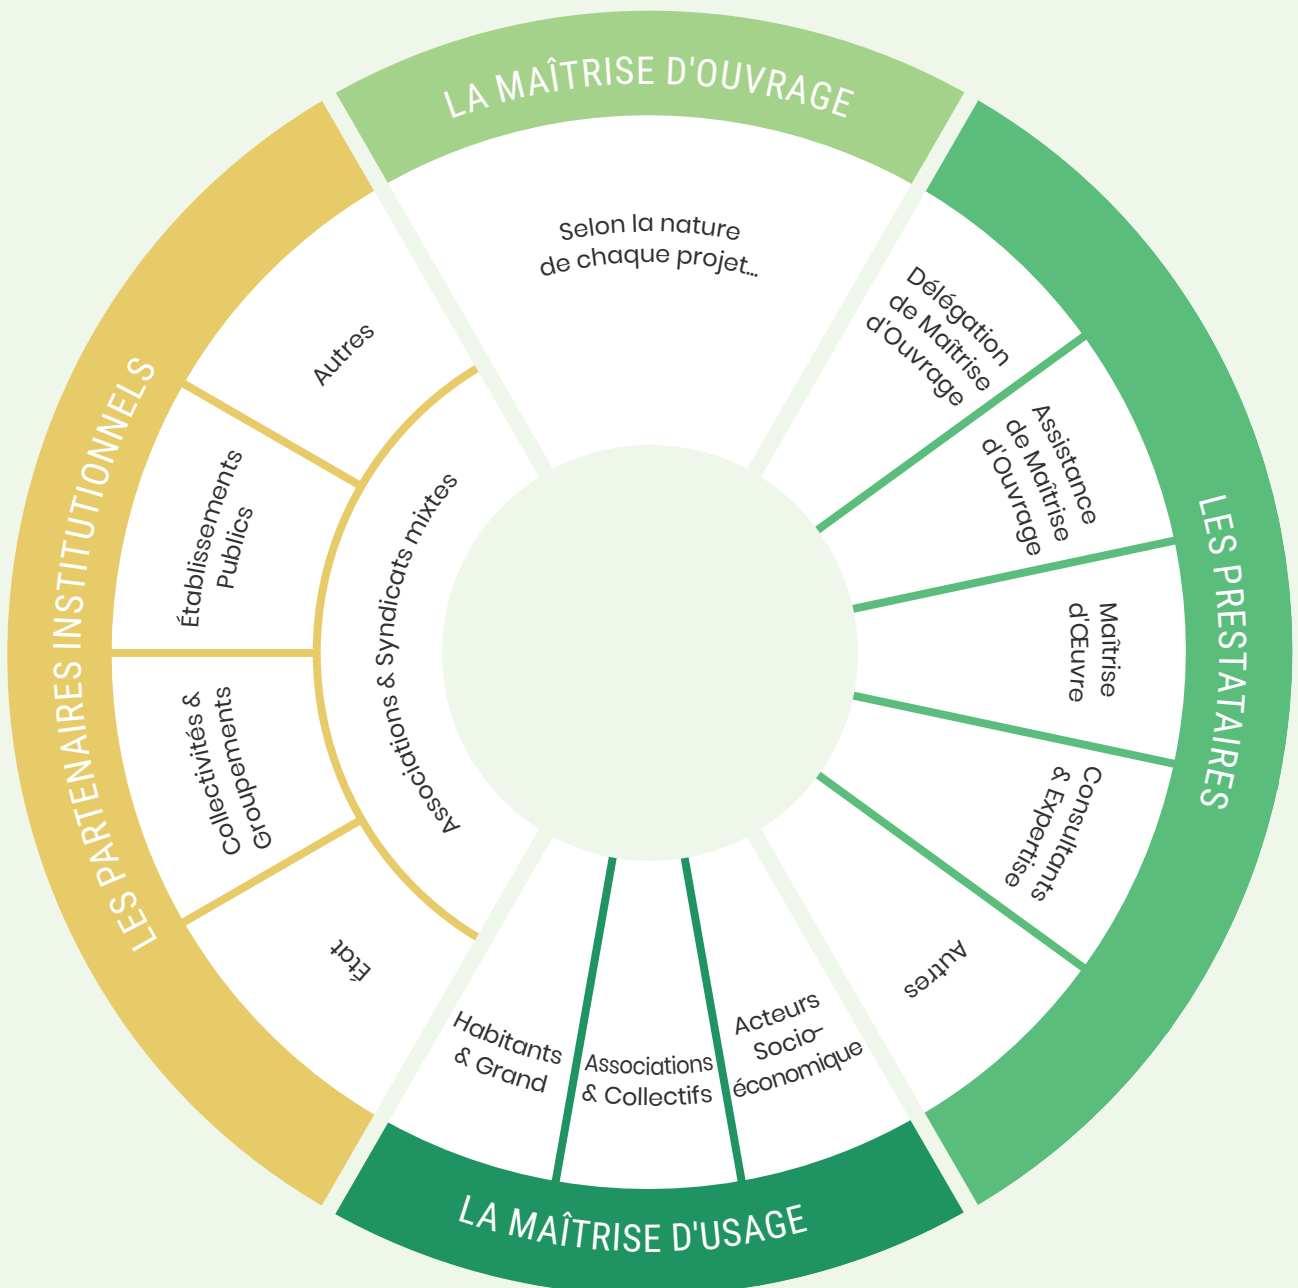 LA MAÎTRISE D'OUVRAGE
Selon la nature
de chaque projet...
LES PRESTATAIRES
Délégation
de Maîtrise
d'Ouvrage
Assistance
de Maîtrise
d'Ouvrage
Maîtrise
d'Œuvre
Consultants
& Expertise
Autres
LA MAÎTRISE D'USAGE
Acteurs
Socio-
économique
Associations
& Collectifs
Habitants
& Grand
LES PARTENAIRES INSTITUTIONNELS
État
Collectivités &
Groupements
Établissements
Publics
Autres
Associations & Syndicats mixtes